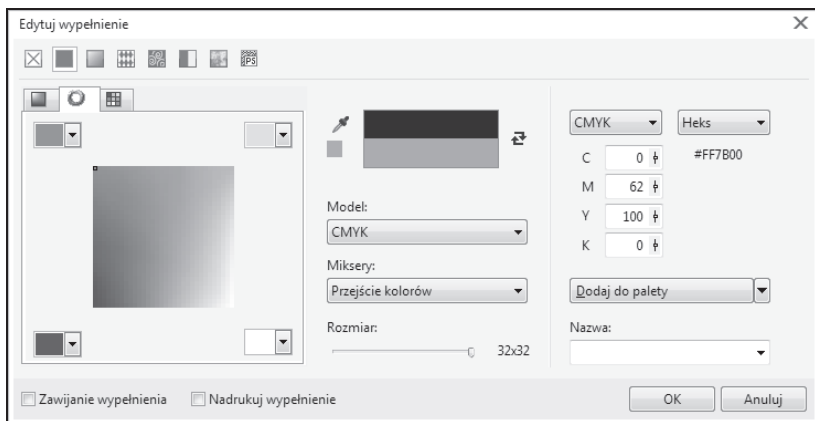 Edytuj wypełnienie
PS
CMYK
Heks
C 0
#FF7B00
M 62
Y 100
K 0
Model:
CMYK
Miksery:
Przejście kolorów
Dodaj do palety
Rozmiar:
32x32
Nazwa:
Zawijanie wypełnienia
Nadrukuj wypełnienie
OK
Anuluj